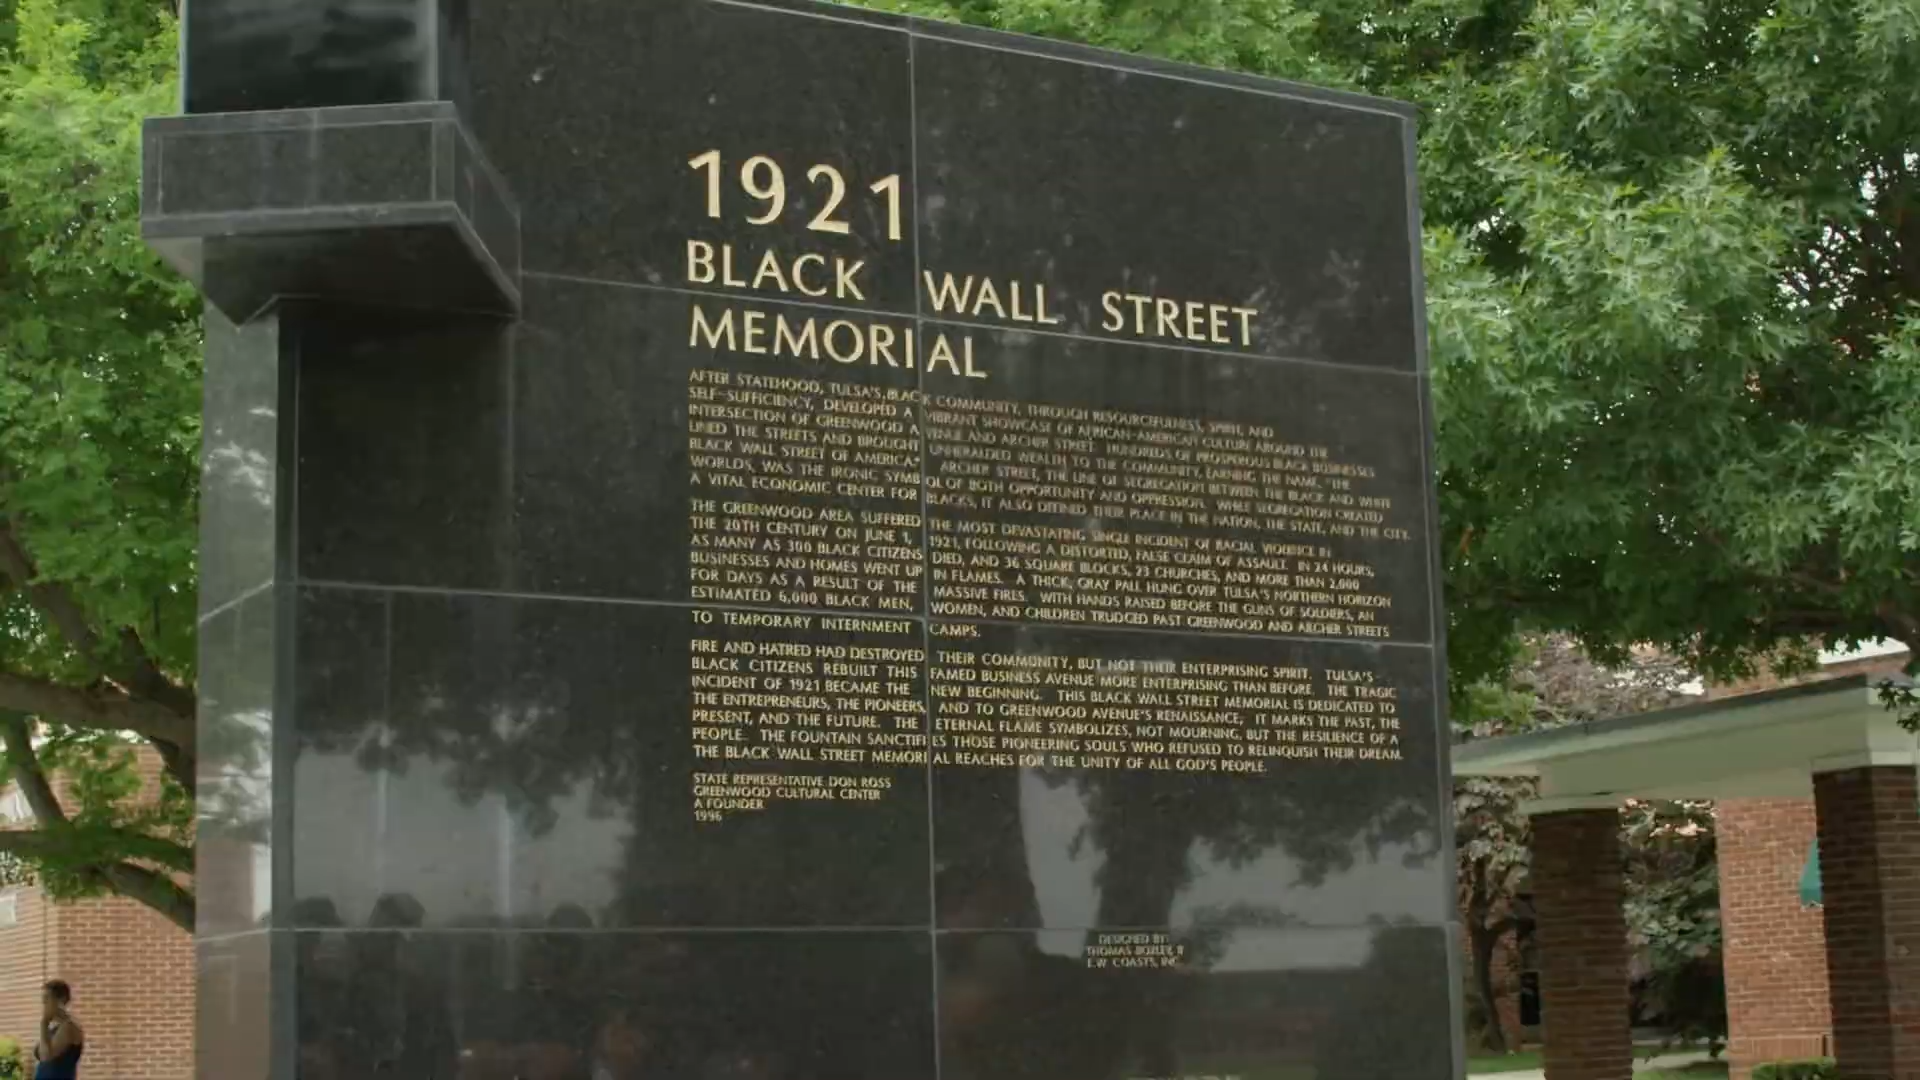 1921
BLACK WALL STREET
MEMORIAL
AFTER STATEHOOD, TULSA'S BLACK COMMUNITY, THROUGH RESOURCEFULNESS, SPIRIT, AND
SELF-SUFFICIENCY, DEVELOPED A VIBRANT SHOWCASE OF AFRICAN-AMERICAN CULTURE AROUND THE
INTERSECTION OF GREENWOOD AVENUE AND ARCHER STREET. HUNDREDS OF PROSPEROUS BLACK BUSINESSES
LINED THE STREETS AND BROUGHT UNHERALDED WEALTH TO THE COMMUNITY, EARNING THE NAME, "THE
BLACK WALL STREET OF AMERICA." ARCHER STREET, THE LINE OF SEGREGATION BETWEEN THE BLACK AND WHITE
WORLDS, WAS THE IRONIC SYMBOL OF BOTH OPPORTUNITY AND OPPRESSION. WHILE SEGREGATION CREATED
A VITAL ECONOMIC CENTER FOR BLACKS, IT ALSO DEFINED THEIR PLACE IN THE NATION, THE STATE, AND THE CITY.
THE GREENWOOD AREA SUFFERED THE MOST DEVASTATING SINGLE INCIDENT OF RACIAL VIOLENCE IN
THE 20TH CENTURY ON JUNE 1, 1921, FOLLOWING A DISTORTED, FALSE CLAIM OF ASSAULT. IN 24 HOURS,
AS MANY AS 300 BLACK CITIZENS DIED, AND 36 SQUARE BLOCKS, 23 CHURCHES, AND MORE THAN 2,000
BUSINESSES AND HOMES WENT UP IN FLAMES. A THICK, GRAY PALL HUNG OVER TULSA'S NORTHERN HORIZON
FOR DAYS AS A RESULT OF THE MASSIVE FIRES. WITH HANDS RAISED BEFORE THE GUNS OF SOLDIERS, AN
ESTIMATED 6,000 BLACK MEN, WOMEN, AND CHILDREN TRUDGED PAST GREENWOOD AND ARCHER STREETS
TO TEMPORARY INTERNMENT CAMPS.
FIRE AND HATRED HAD DESTROYED THEIR COMMUNITY, BUT NOT THEIR ENTERPRISING SPIRIT. TULSA'S
BLACK CITIZENS REBUILT THIS FAMED BUSINESS AVENUE MORE ENTERPRISING THAN BEFORE. THE TRAGIC
INCIDENT OF 1921 BECAME THE NEW BEGINNING. THIS BLACK WALL STREET MEMORIAL IS DEDICATED TO
THE ENTREPRENEURS, THE PIONEERS, AND TO GREENWOOD AVENUE'S RENAISSANCE; IT MARKS THE PAST, THE
PRESENT, AND THE FUTURE. THE ETERNAL FLAME SYMBOLIZES, NOT MOURNING, BUT THE RESILIENCE OF A
PEOPLE. THE FOUNTAIN SANCTIFIES THOSE PIONEERING SOULS WHO REFUSED TO RELINQUISH THEIR DREAM.
THE BLACK WALL STREET MEMORIAL REACHES FOR THE UNITY OF ALL GOD'S PEOPLE.
STATE REPRESENTATIVE DON ROSS
GREENWOOD CULTURAL CENTER
A FOUNDER
1996
DESIGNED BY:
THOMAS
COASTS, INC.